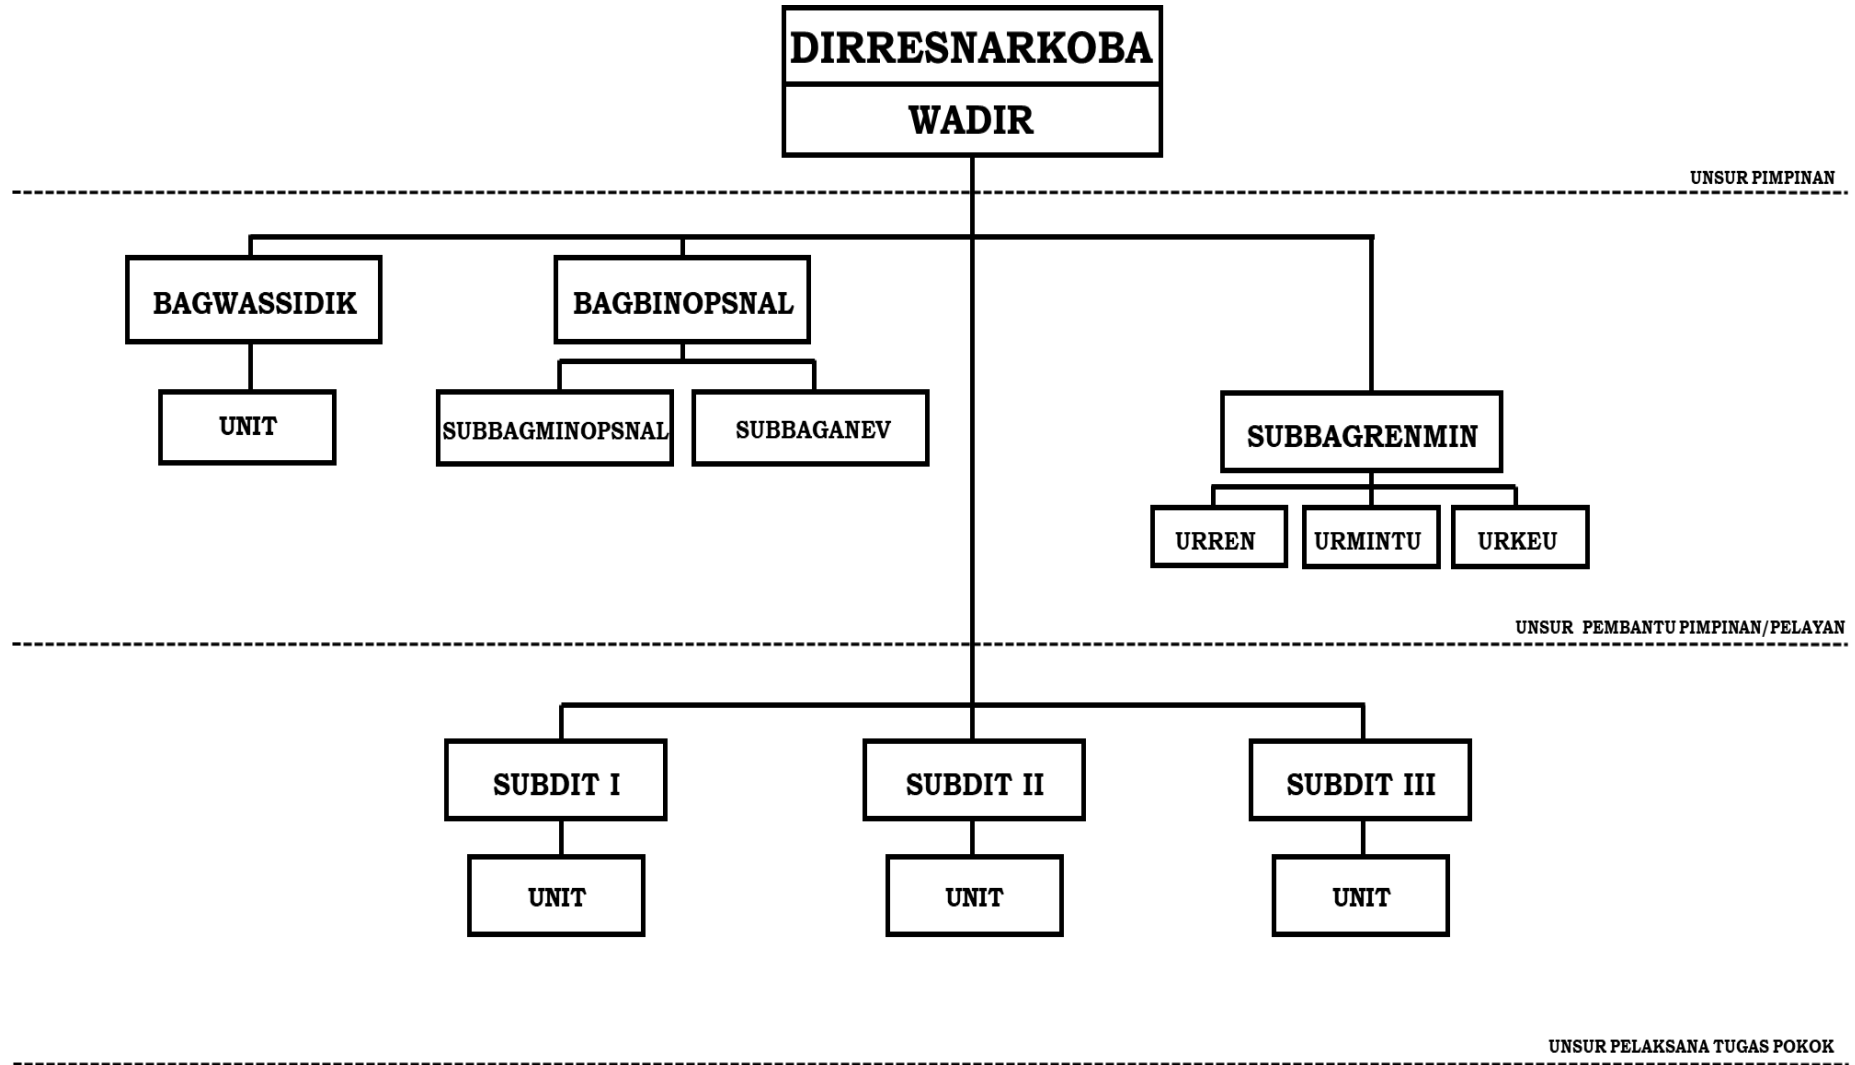 DIRRESNARKOBA
WADIR
UNSUR PIMPINAN
BAGWASSIDIK
BAGBINOPSNAL
UNIT
SUBBAGMINOPSNAL
SUBBAGANEV
SUBBAGRENMIN
URREN
URMINTU
URKEU
UNSUR PEMBANTU PIMPINAN/PELAYAN
SUBDIT I
SUBDIT II
SUBDIT III
UNIT
UNIT
UNIT
UNSUR PELAKSANA TUGAS POKOK